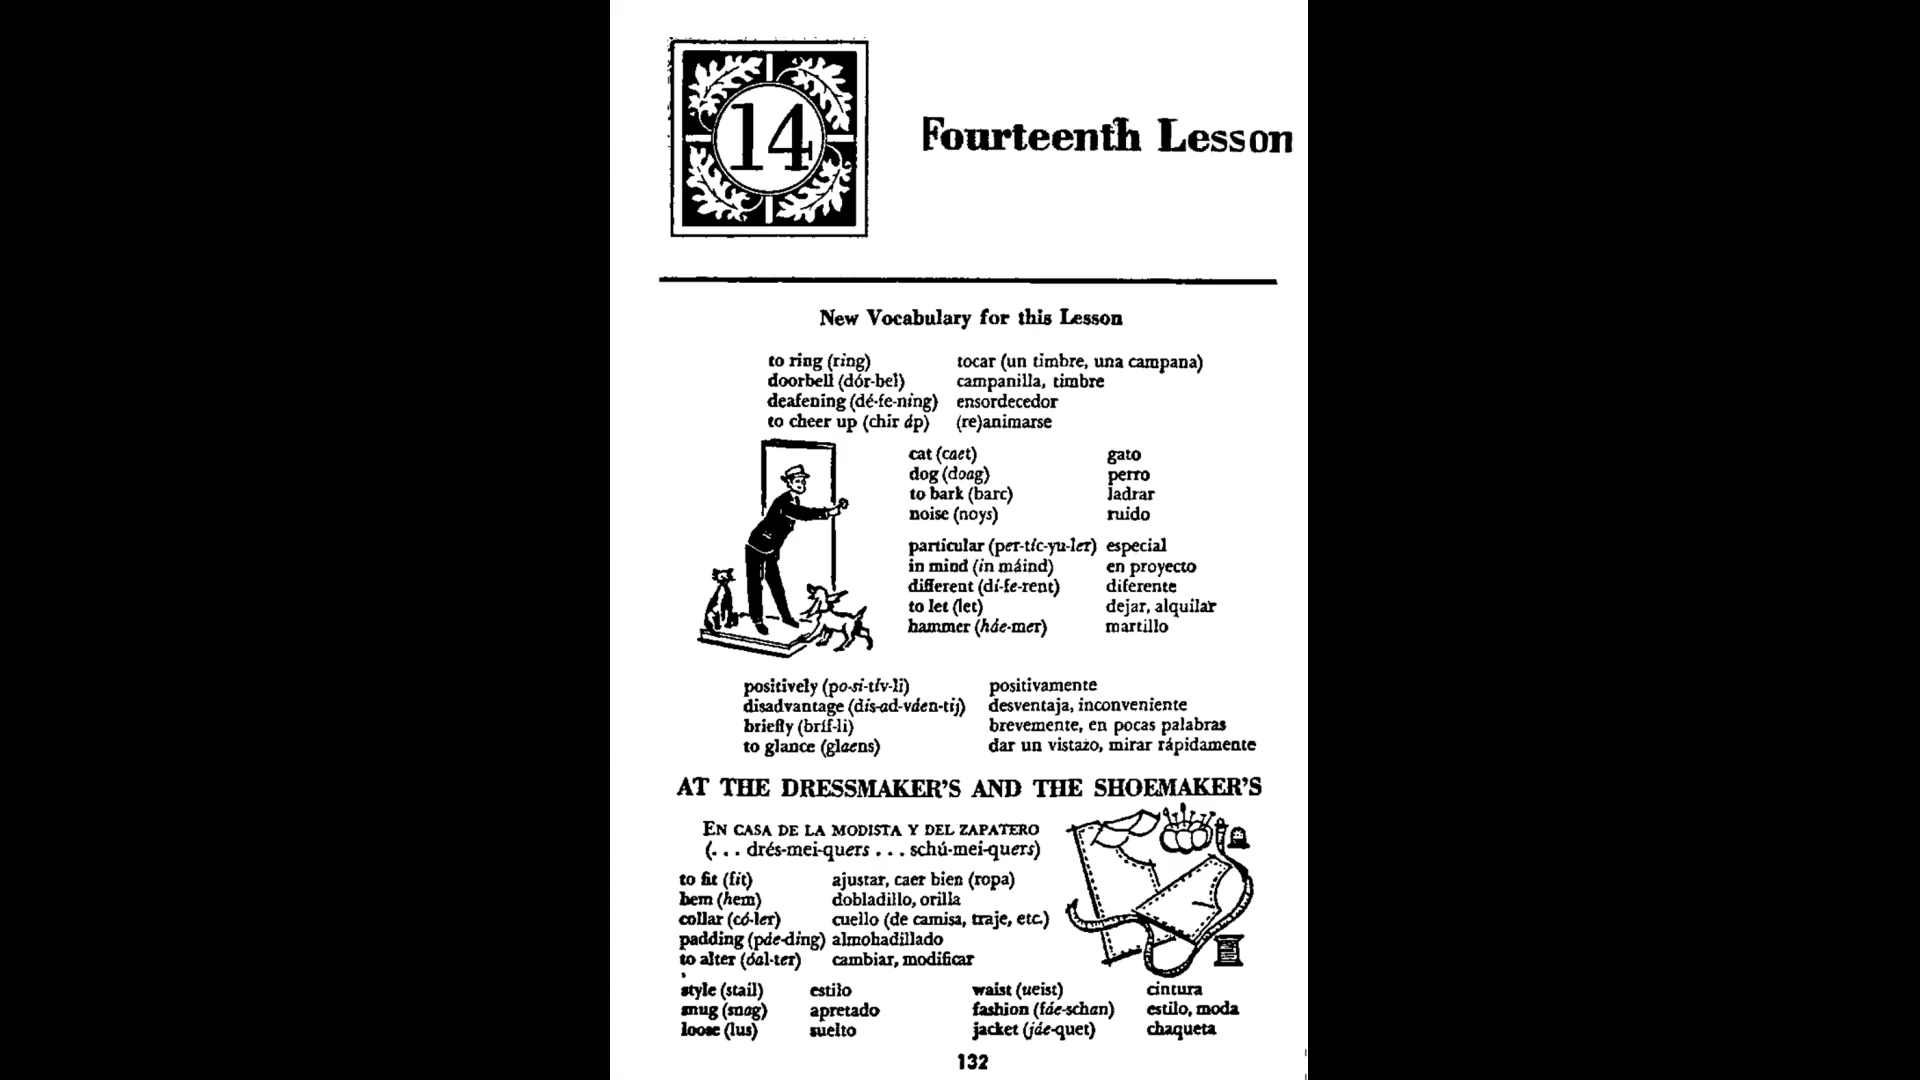 14
Fourteenth Lesson
New Vocabulary for this Lesson
to ring (ring) tocar (un timbre, una campana)
doorbell (dór-bel) campanilla, timbre
deafening (dé-fe-ning) ensordecedor
to cheer up (chir áp) (re)animarse
cat (caet) gato
dog (doag) perro
to bark (barc) ladrar
noise (noys) ruido
particular (per-tíc-yu-ler) especial
in mind (in máind) en proyecto
different (dí-fe-rent) diferente
to let (let) dejar, alquilar
hammer (háe-mer) martillo
positively (po-si-tív-li) positivamente
disadvantage (dis-ad-váen-tij) desventaja, inconveniente
briefly (bríf-li) brevemente, en pocas palabras
to glance (glaens) dar un vistazo, mirar rápidamente
AT THE DRESSMAKER'S AND THE SHOEMAKER'S
EN CASA DE LA MODISTA Y DEL ZAPATERO
(... drés-mei-quers ... schú-mei-quers)
to fit (fit) ajustar, caer bien (ropa)
hem (hem) dobladillo, orilla
collar (có-ler) cuello (de camisa, traje, etc.)
padding (páe-ding) almohadillado
to alter (óal-ter) cambiar, modificar
style (stail) estilo waist (ueist) cintura
snug (snag) apretado fashion (fáe-schan) estilo, moda
loose (lus) suelto jacket (jáe-quet) chaqueta
132